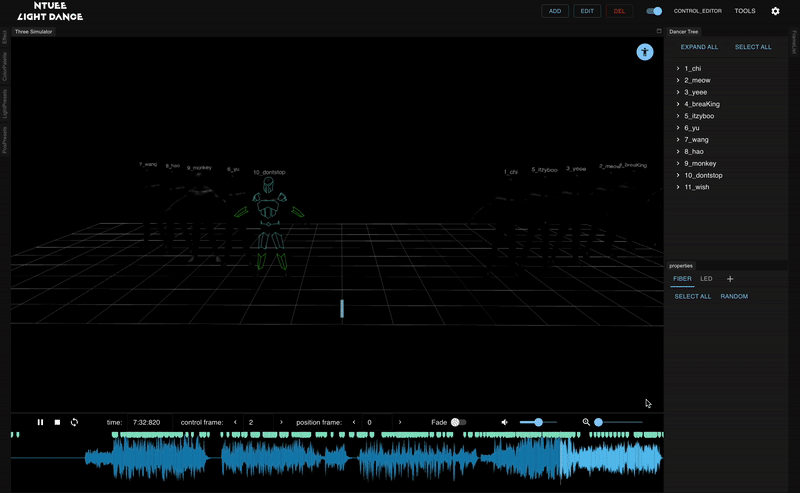 NTUEE
LIGHT DANCE
ADD
EDIT
DEL
CONTROL_EDITOR
TOOLS
Effect
ColorPalette
LightPresets
PosPresets
Three Simulator
7_wang
8_hao
9_monkey
6_yu
10_dontstop
1_chi
5_itzyboo
3_yeee
2_meow
4_breaKing
Dancer Tree
EXPAND ALL
SELECT ALL
1_chi
2_meow
3_yeee
4_breaKing
5_itzyboo
6_yu
7_wang
8_hao
9_monkey
10_dontstop
11_wish
FrameList
properties
FIBER
LED
SELECT ALL
RANDOM
time:
7:32:820
control frame:
2
position frame:
0
Fade